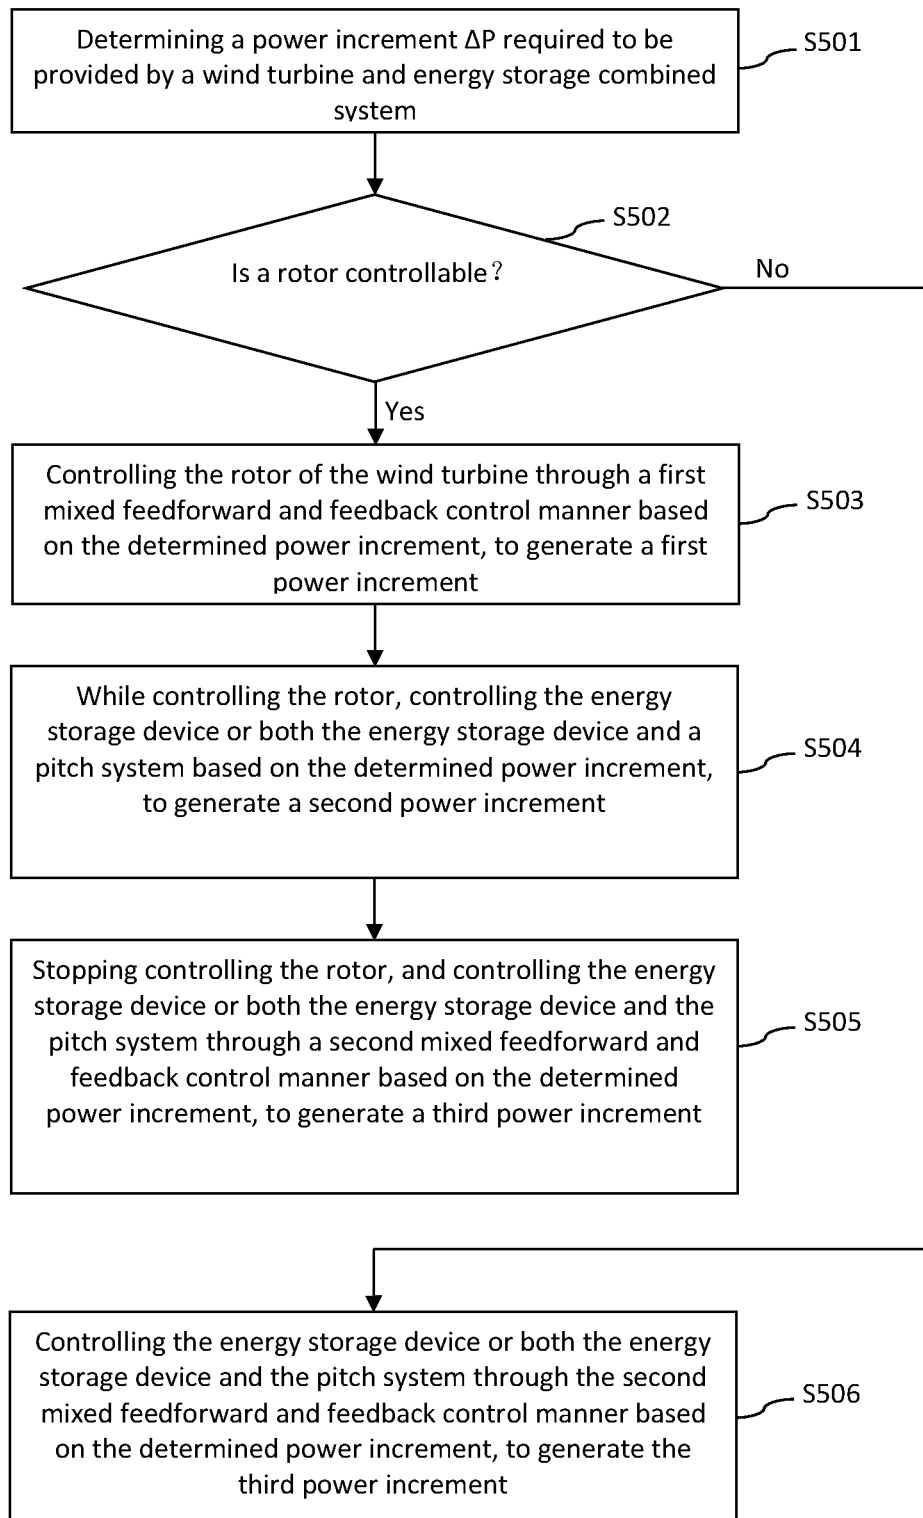 Determining a power increment ΔP required to be
provided by a wind turbine and energy storage combined
system
S501
S502
Is a rotor controllable？
No
Yes
Controlling the rotor of the wind turbine through a first
mixed feedforward and feedback control manner based
on the determined power increment, to generate a first
power increment
S503
While controlling the rotor, controlling the energy
storage device or both the energy storage device and a
pitch system based on the determined power increment,
to generate a second power increment
S504
Stopping controlling the rotor, and controlling the energy
storage device or both the energy storage device and the
pitch system through a second mixed feedforward and
feedback control manner based on the determined
power increment, to generate a third power increment
S505
Controlling the energy storage device or both the energy
storage device and the pitch system through the second
mixed feedforward and feedback control manner based
on the determined power increment, to generate the
third power increment
S506